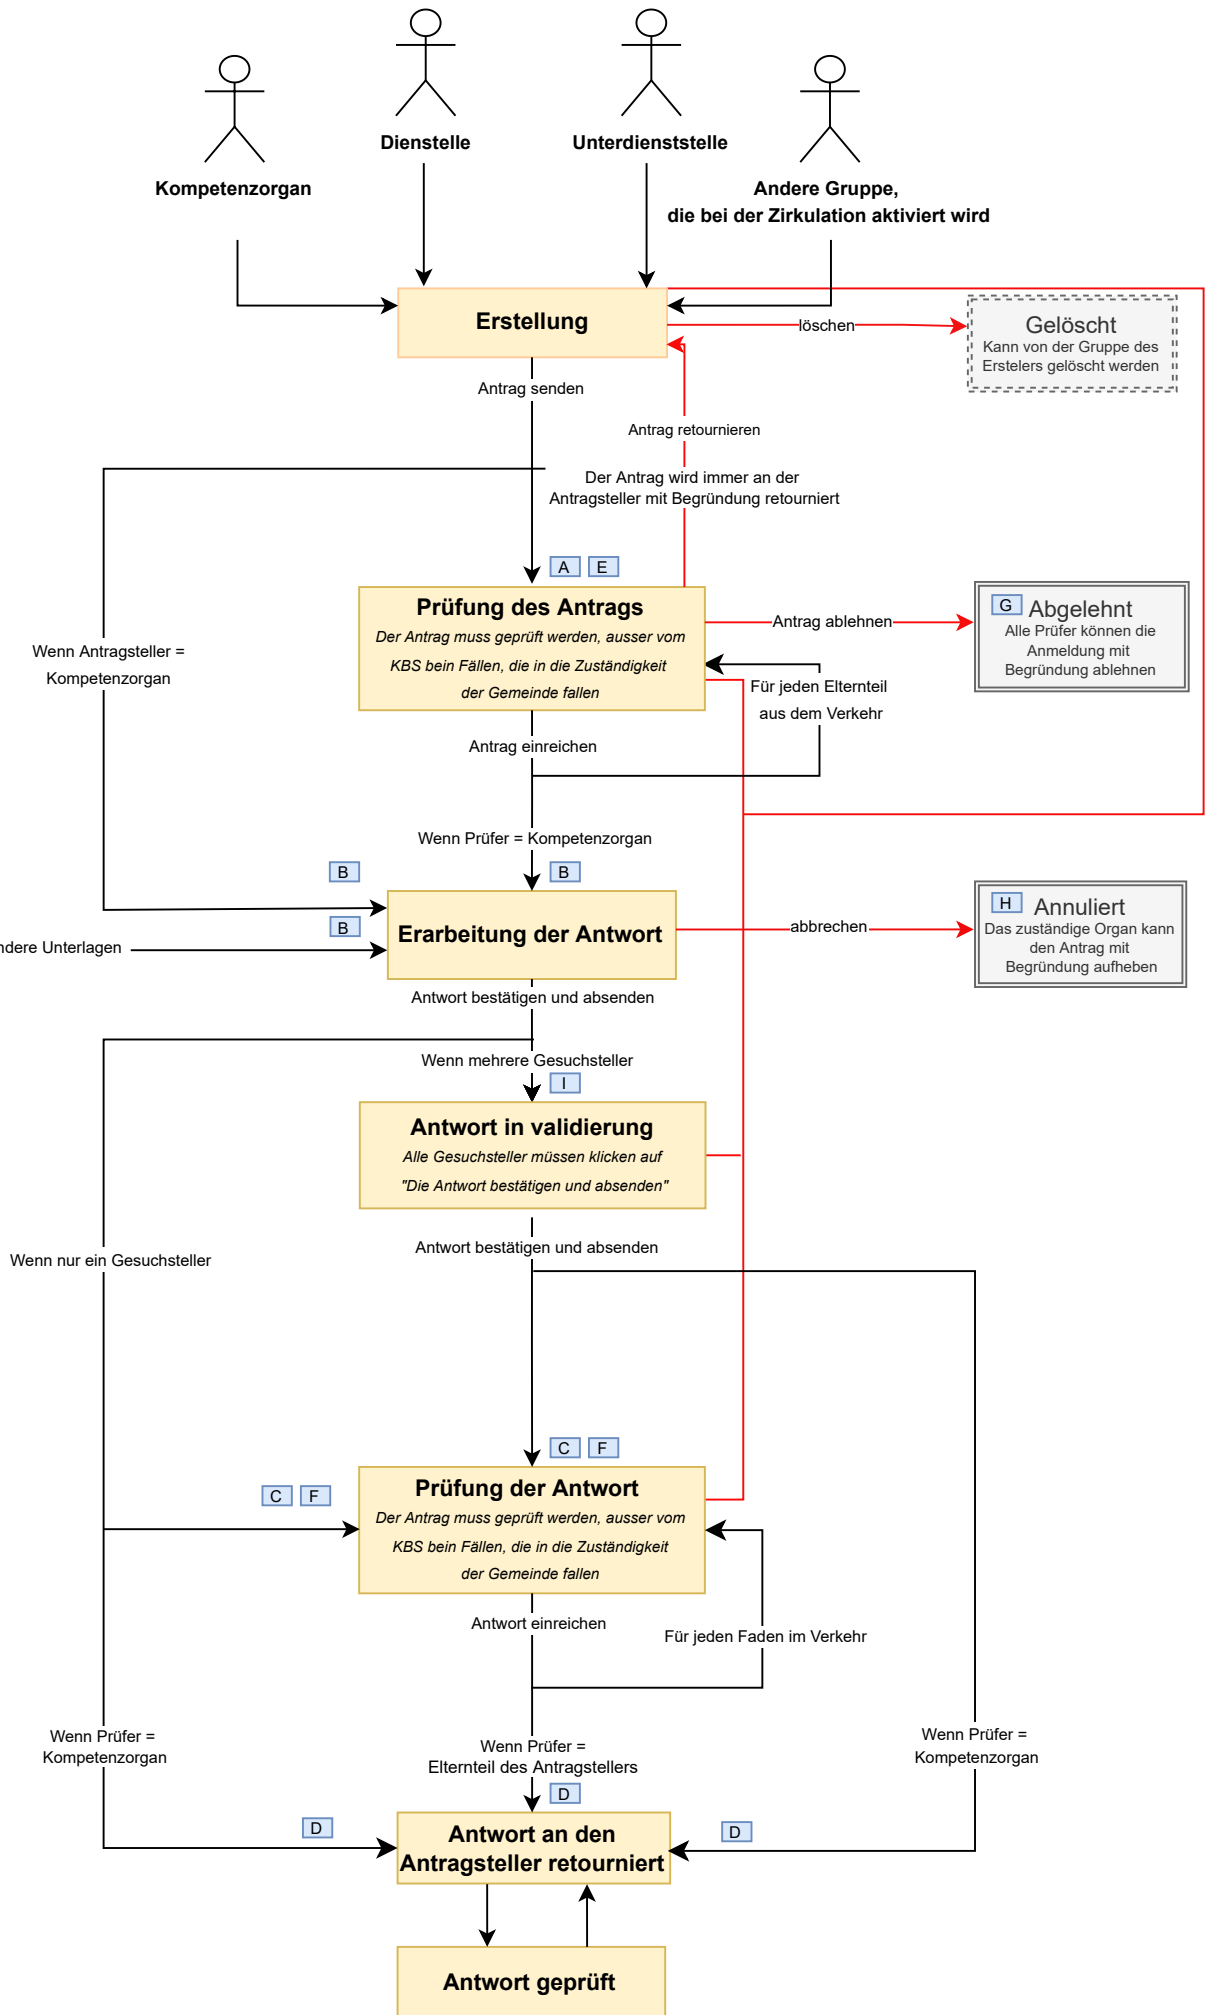 Dienstelle
Unterdienststelle
Kompetenzorgan
Andere Gruppe,
die bei der Zirkulation aktiviert wird
Erstellung
löschen
Gelöscht
Kann von der Gruppe des
Erstelers gelöscht werden
Antrag senden
Antrag retournieren
Der Antrag wird immer an der
Antragsteller mit Begründung retourniert
A
E
Prüfung des Antrags
Der Antrag muss geprüft werden, ausser vom
KBS bein Fällen, die in die Zuständigkeit
der Gemeinde fallen
Antrag ablehnen
G
Abgelehnt
Alle Prüfer können die
Anmeldung mit
Begründung ablehnen
Wenn Antragsteller =
Kompetenzorgan
Für jeden Elternteil
aus dem Verkehr
Antrag einreichen
Wenn Prüfer = Kompetenzorgan
B
B
B
ndere Unterlagen
Erarbeitung der Antwort
abbrechen
H
Annuliert
Das zuständige Organ kann
den Antrag mit
Begründung aufheben
Antwort bestätigen und absenden
Wenn mehrere Gesuchsteller
I
Antwort in validierung
Alle Gesuchsteller müssen klicken auf
"Die Antwort bestätigen und absenden"
Antwort bestätigen und absenden
Wenn nur ein Gesuchsteller
C
F
C
F
Prüfung der Antwort
Der Antrag muss geprüft werden, ausser vom
KBS bein Fällen, die in die Zuständigkeit
der Gemeinde fallen
Antwort einreichen
Für jeden Faden im Verkehr
Wenn Prüfer =
Kompetenzorgan
Wenn Prüfer =
Elternteil des Antragstellers
Wenn Prüfer =
Kompetenzorgan
D
D
D
Antwort an den
Antragsteller retourniert
Antwort geprüft